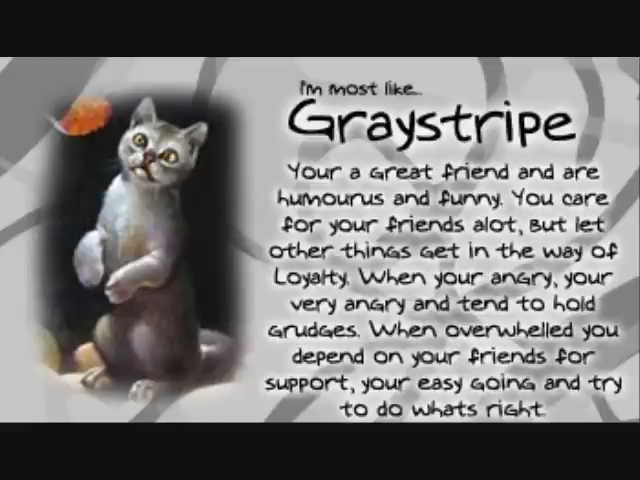 I'm most like..
Graystripe
Your a Great friend and are
humourus and funny. You care
for your friends alot, But let
other things Get in the way of
Loyalty. When your angry, your
very angry and tend to hold
Grudges. When overwhelled you
depend on your friends for
support, your easy Going and try
to do whats right.